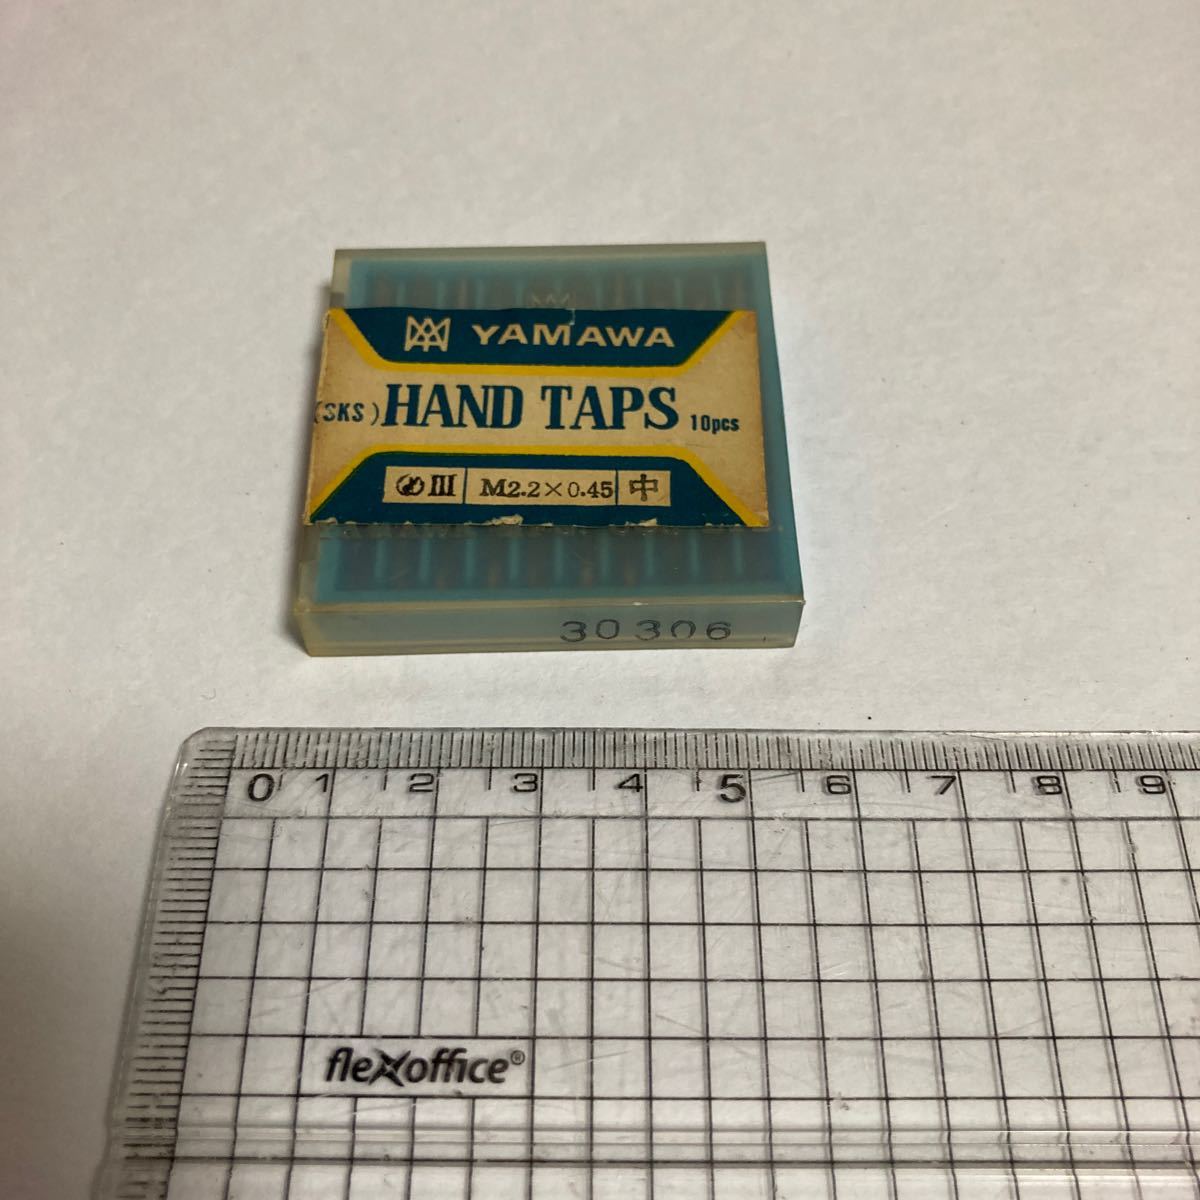 YAMAWA
(SKS) HAND TAPS 10pcs
III M2.2×0.45 中
30306
0 1 2 3 4 5 6 7 8 9
flexoffice®